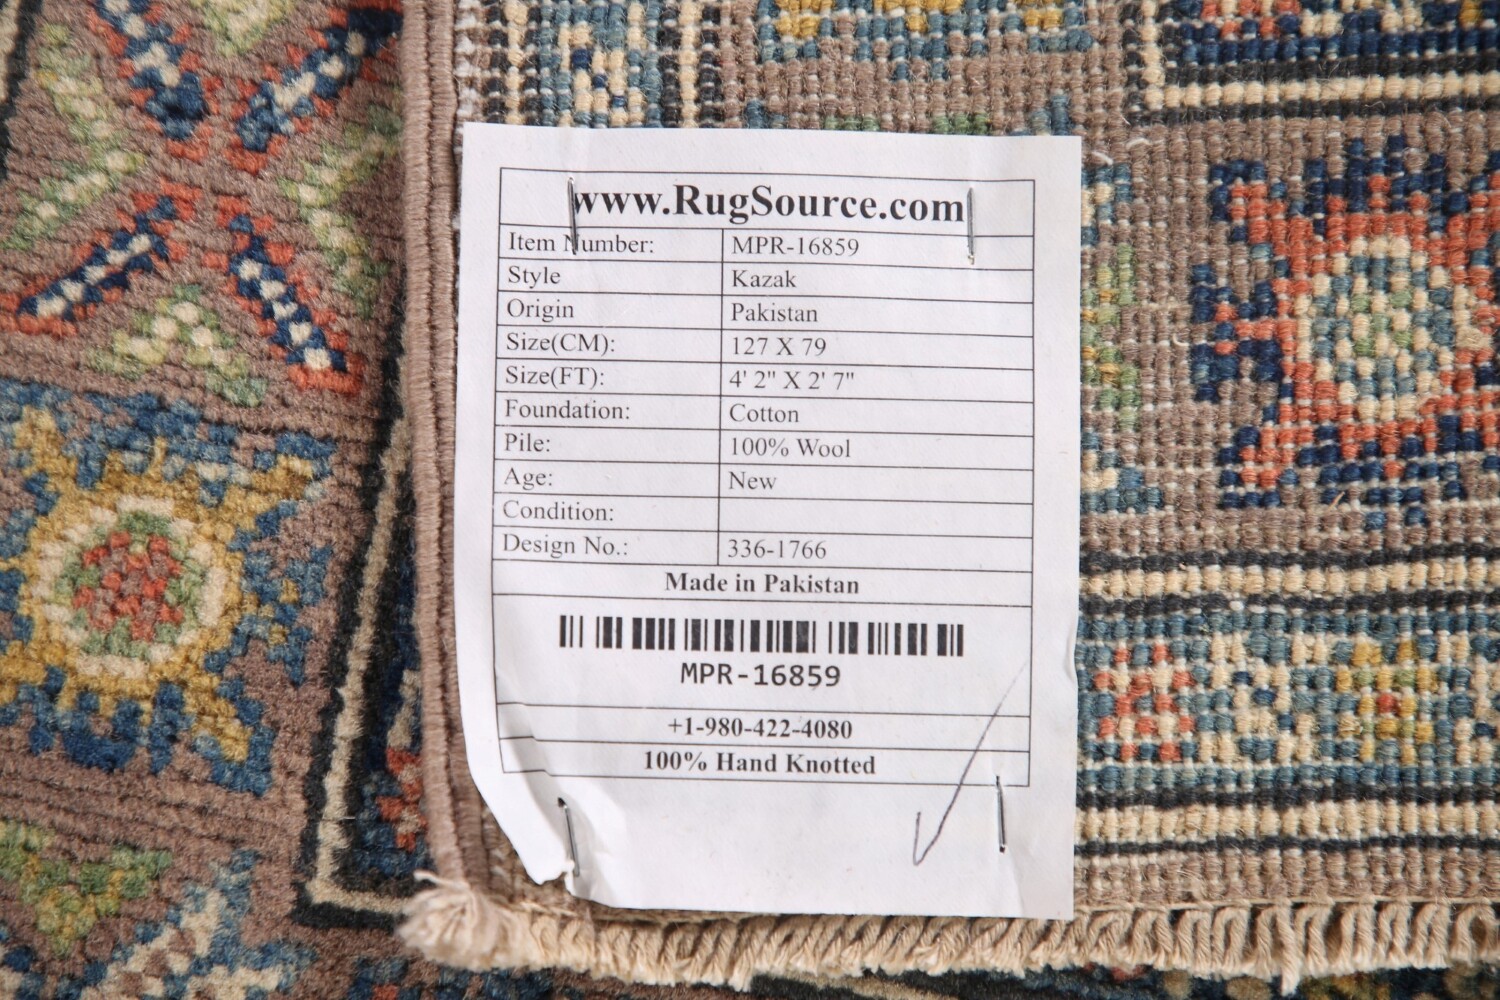 www.RugSource.com
Item Number: MPR-16859
Style Kazak
Origin Pakistan
Size(CM): 127 X 79
Size(FT): 4' 2" X 2' 7"
Foundation: Cotton
Pile: 100% Wool
Age: New
Condition:
Design No.: 336-1766
Made in Pakistan
MPR-16859
+1-980-422-4080
100% Hand Knotted